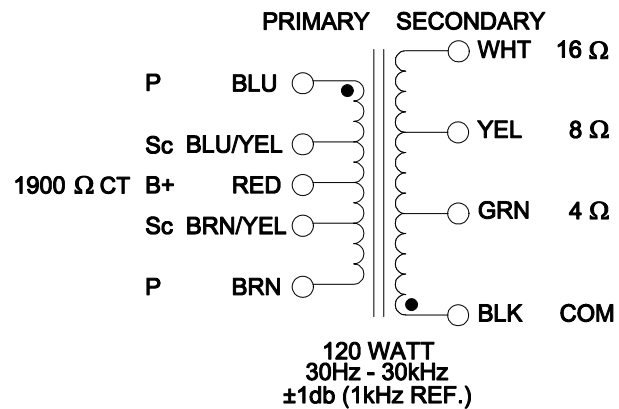 PRIMARY SECONDARY
WHT 16 Ω
P BLU
YEL 8 Ω
Sc BLU/YEL
1900 Ω CT B+ RED
GRN 4 Ω
Sc BRN/YEL
P BRN
BLK COM
120 WATT
30Hz - 30kHz
±1db (1kHz REF.)